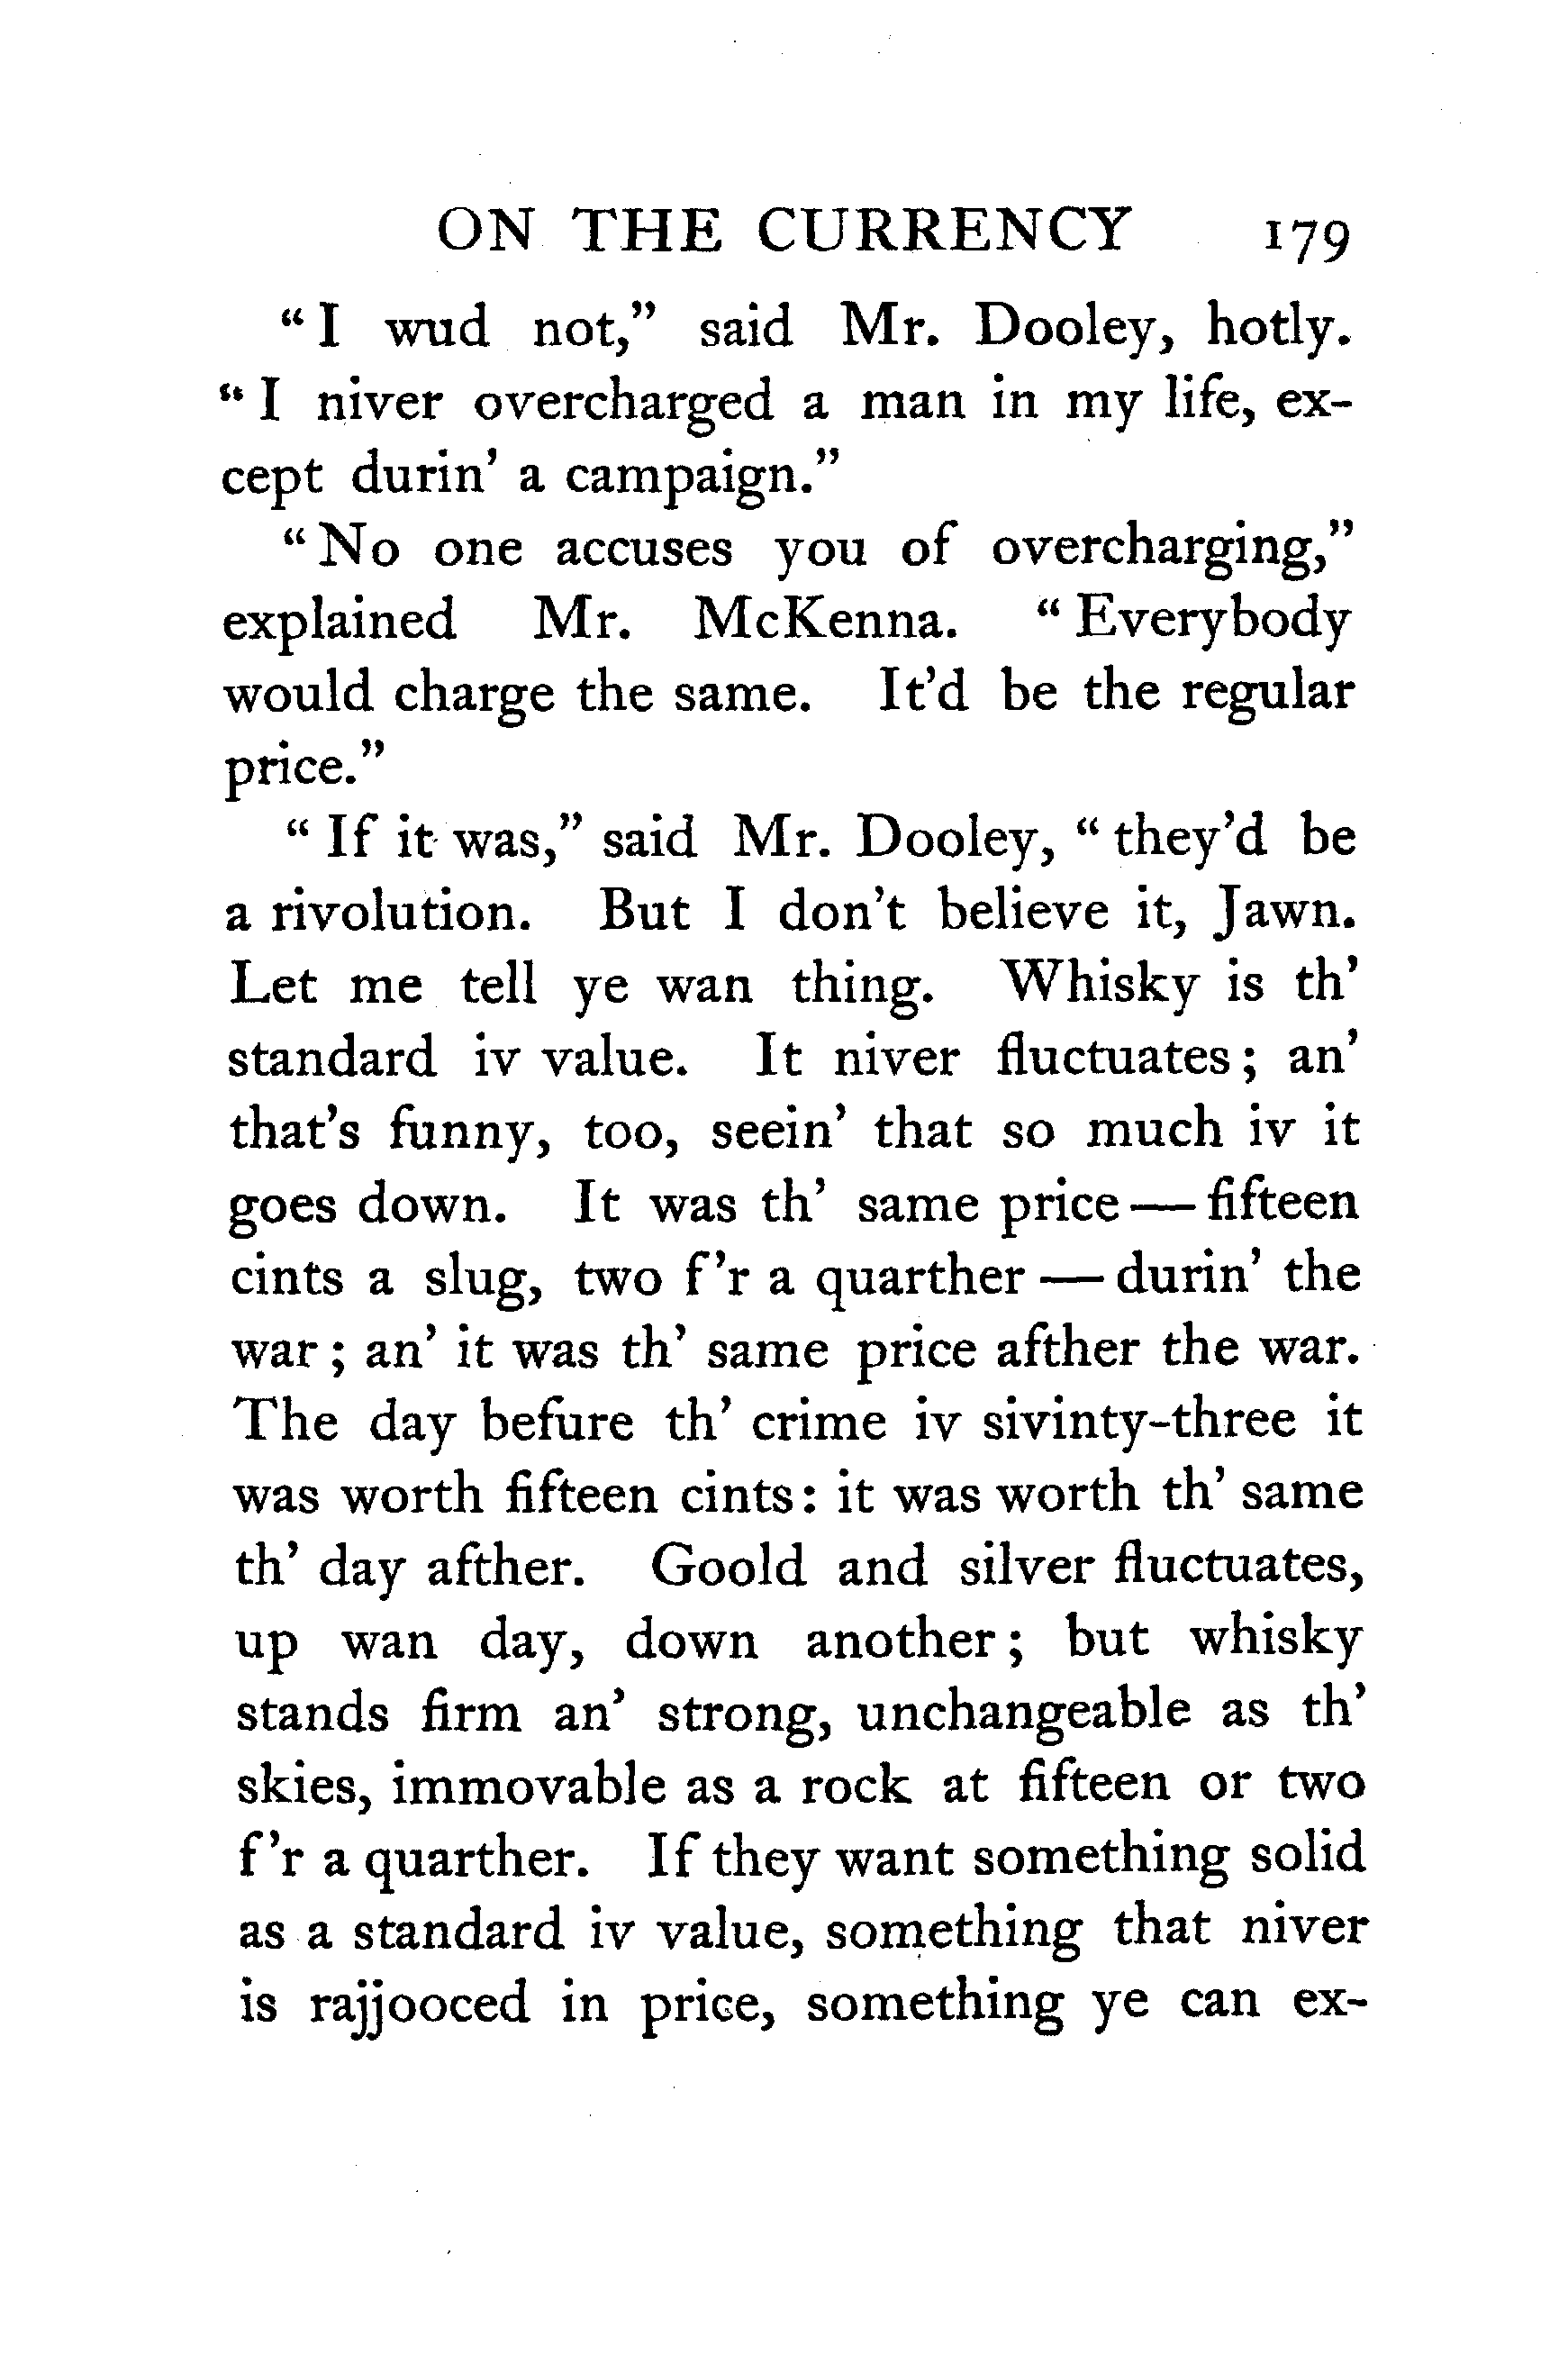 ON THE CURRENCY 179
“ I wud not,” said Mr. Dooley, hotly.
“ I niver overcharged a man in my life, ex-
cept durin’ a campaign.”
“ No one accuses you of overcharging,”
explained Mr. McKenna. “ Everybody
would charge the same. It’d be the regular
price.”
“ If it was,” said Mr. Dooley, “ they’d be
a rivolution. But I don’t believe it, Jawn.
Let me tell ye wan thing. Whisky is th’
standard iv value. It niver fluctuates ; an’
that’s funny, too, seein’ that so much iv it
goes down. It was th’ same price — fifteen
cints a slug, two f ’r a quarther — durin’ the
war ; an’ it was th’ same price afther the war.
The day befure th’ crime iv sivinty-three it
was worth fifteen cints : it was worth th’ same
th’ day afther. Goold and silver fluctuates,
up wan day, down another ; but whisky
stands firm an’ strong, unchangeable as th’
skies, immovable as a rock at fifteen or two
f ’r a quarther. If they want something solid
as a standard iv value, something that niver
is rajjooced in price, something ye can ex-